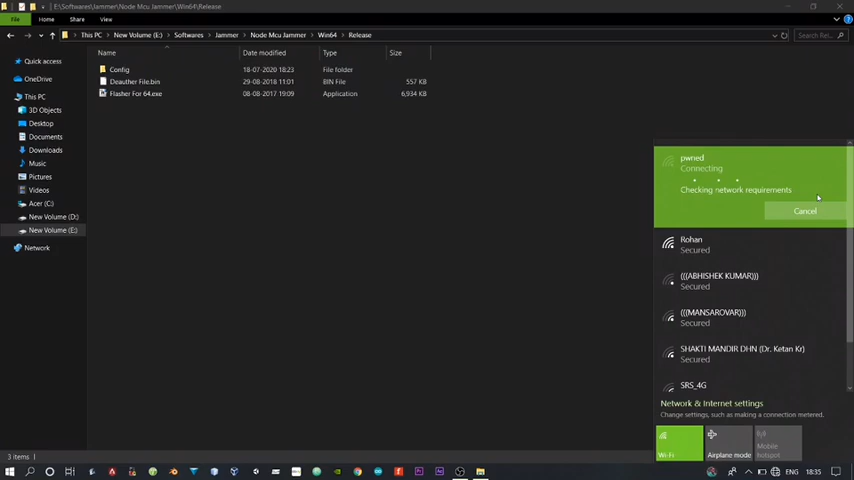 E:\Softwares\Jammer\Node Mcu Jammer\Win64\Release
File Home Share View
This PC > New Volume (E:) > Softwares > Jammer > Node Mcu Jammer > Win64 > Release
Search Rel...
Name Date modified Type Size
Config 18-07-2020 18:23 File folder
Deauther File.bin 29-08-2018 11:01 BIN File 557 KB
Flasher For 64.exe 08-08-2017 19:09 Application 6,934 KB
Quick access
OneDrive
This PC
3D Objects
Desktop
Documents
Downloads
Music
Pictures
Videos
Acer (C:)
New Volume (D:)
New Volume (E:)
Network
pwned
Connecting
Checking network requirements
Cancel
Rohan
Secured
(((ABHISHEK KUMAR)))
Secured
(((MANSAROVAR)))
Secured
SHAKTI MANDIR DHN (Dr. Ketan Kr)
Secured
SRS_4G
Network & Internet settings
Change settings, such as making a connection metered.
Wi-Fi
Airplane mode
Mobile
hotspot
3 items
ENG 18:35